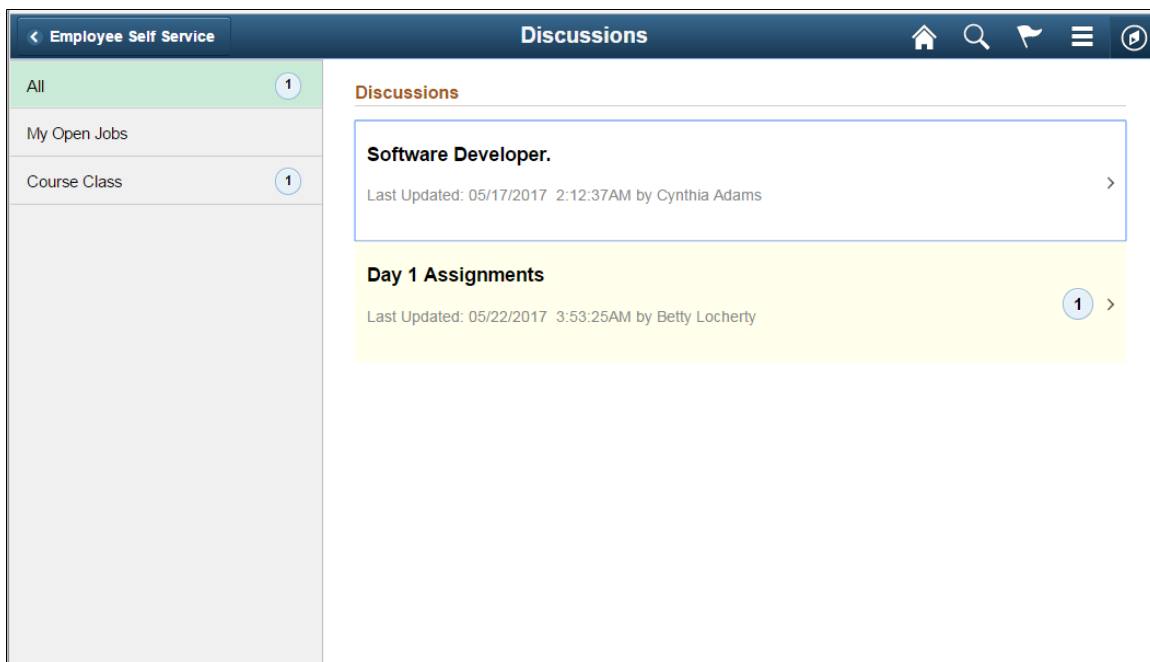 Employee Self Service
Discussions
All 1
My Open Jobs
Course Class 1
Discussions
Software Developer.
Last Updated: 05/17/2017 2:12:37AM by Cynthia Adams
Day 1 Assignments
1
Last Updated: 05/22/2017 3:53:25AM by Betty Locherty